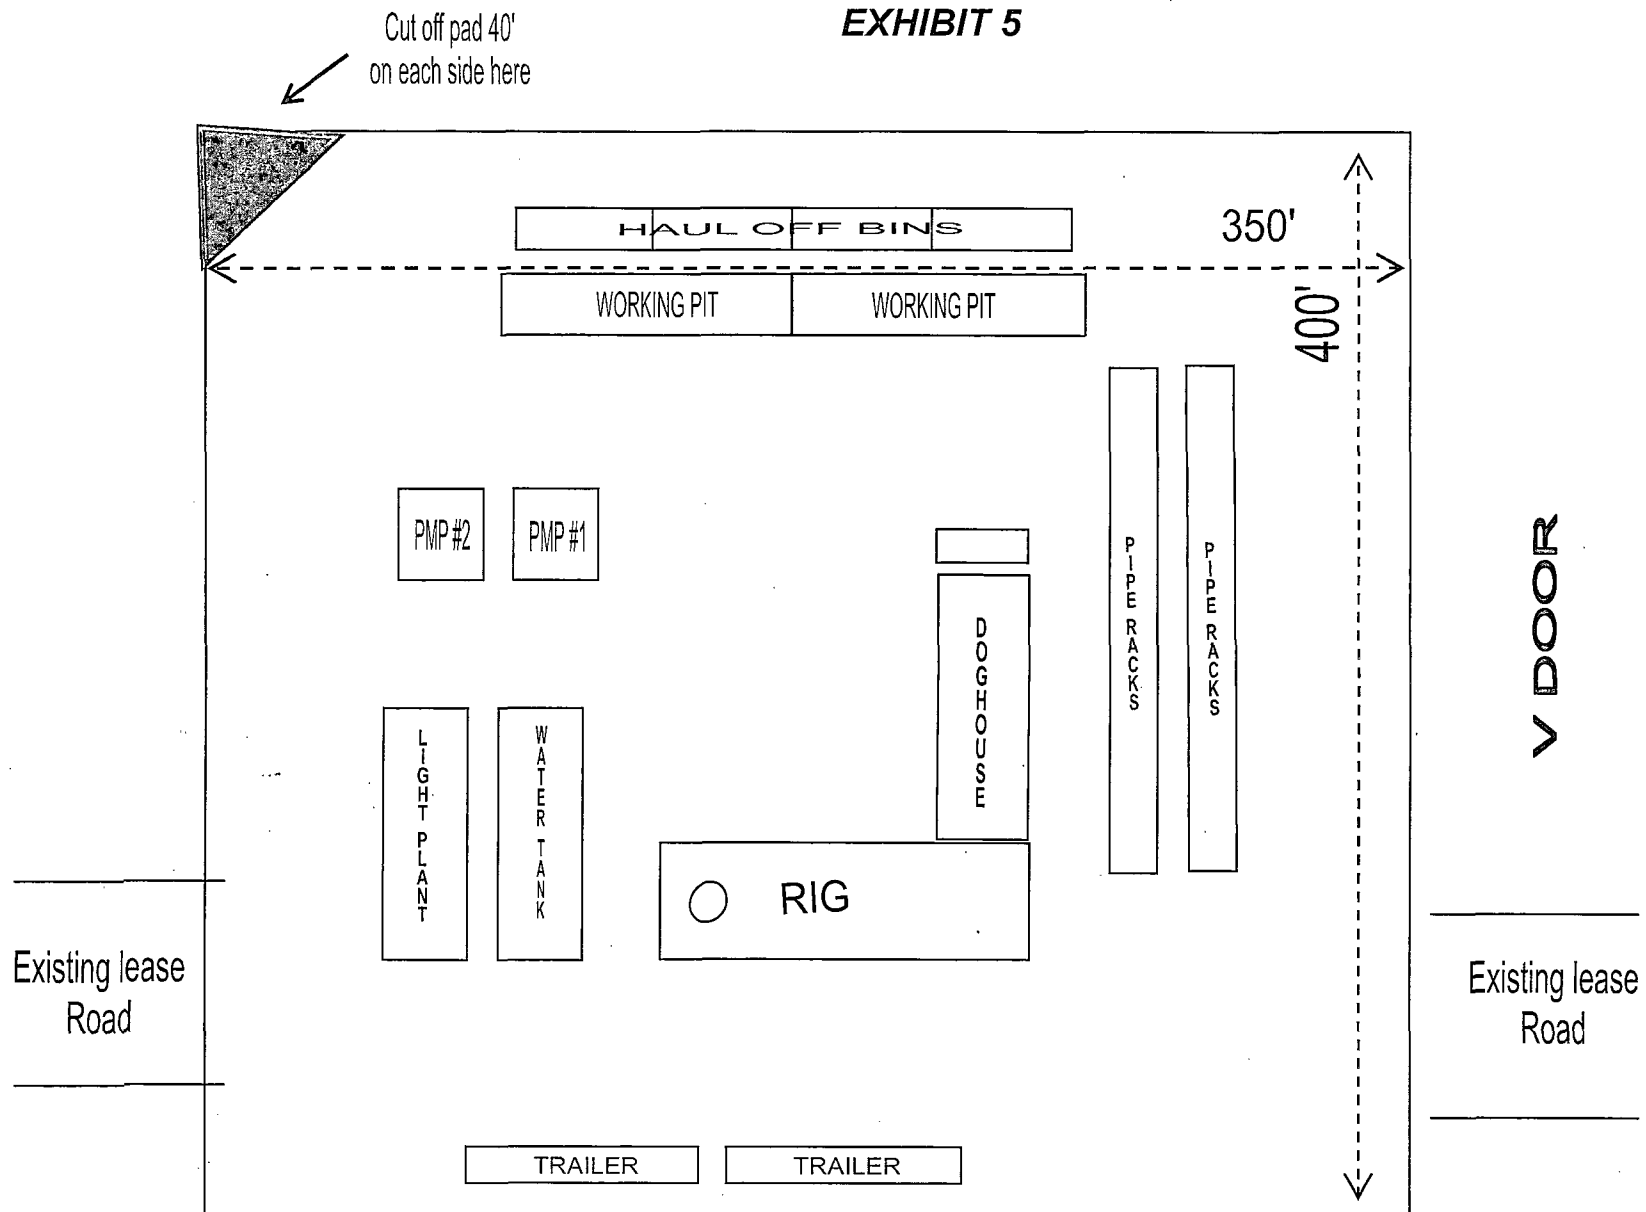 EXHIBIT 5
Cut off pad 40'
on each side here
HAUL OFF BINS
350'
400'
WORKING PIT
WORKING PIT
PMP #2
PMP #1
PIPE RACKS
PIPE RACKS
V DOOR
DOGHOUSE
LIGHT PLANT
WATER TANK
RIG
Existing lease
Road
Existing lease
Road
TRAILER
TRAILER